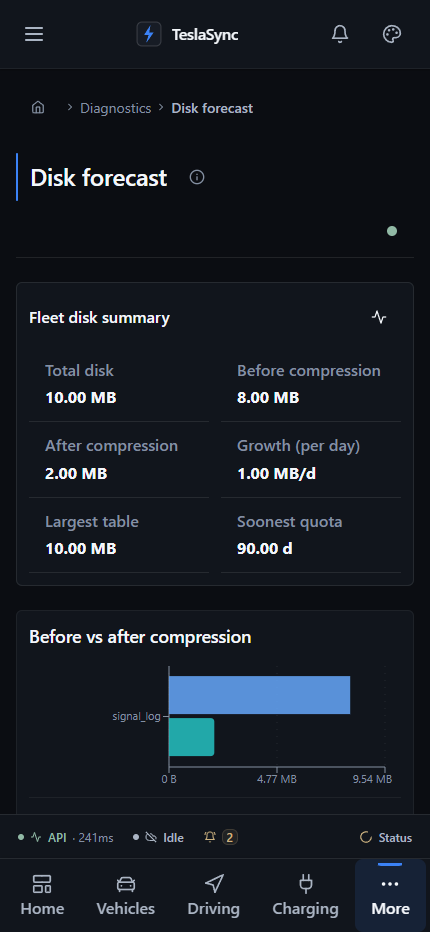 TeslaSync
Diagnostics
Disk forecast
Disk forecast
Fleet disk summary
Total disk
10.00 MB
Before compression
8.00 MB
After compression
2.00 MB
Growth (per day)
1.00 MB/d
Largest table
10.00 MB
Soonest quota
90.00 d
Before vs after compression
signal_log
0 B
4.77 MB
9.54 MB
API · 241ms
Idle
2
Status
Home
Vehicles
Driving
Charging
More